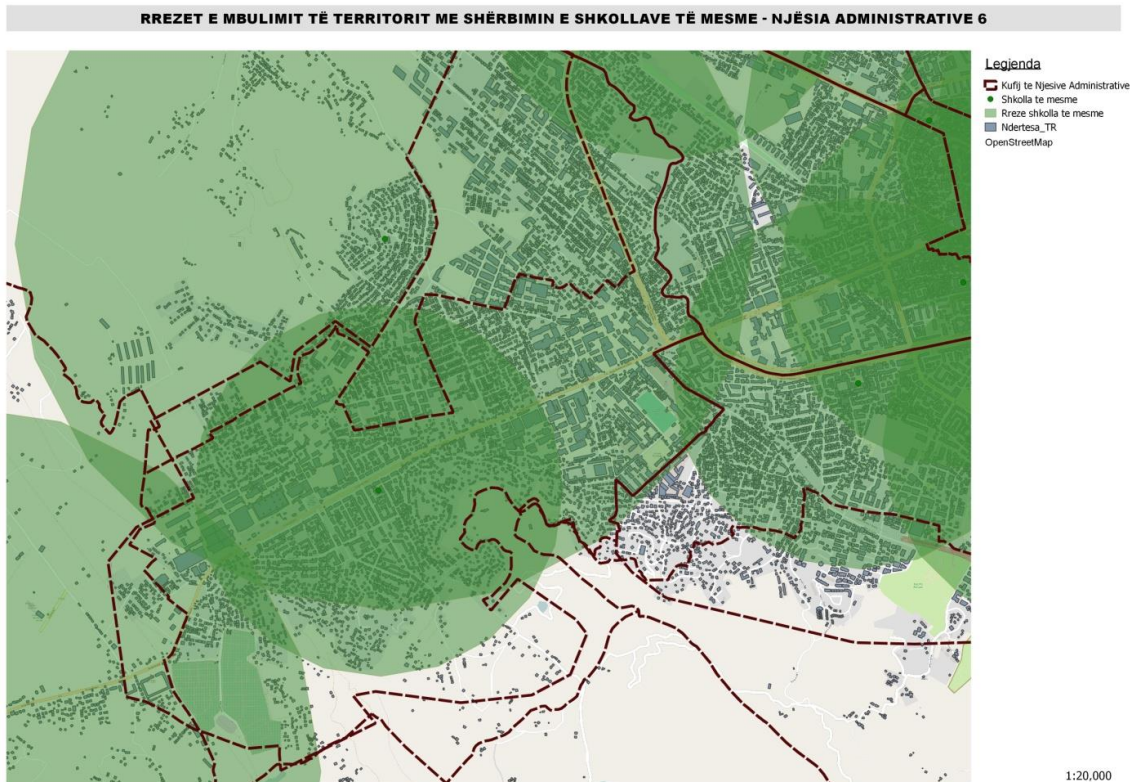 RREZET E MBULIMIT TË TERRITORIT ME SHËRBIMIN E SHKOLLAVE TË MESME - NJËSIA ADMINISTRATIVE 6
Legjenda
Kufij te Njesive Administrative
Shkolla te mesme
Rreze shkolla te mesme
Ndertesa_TR
OpenStreetMap
1:20,000